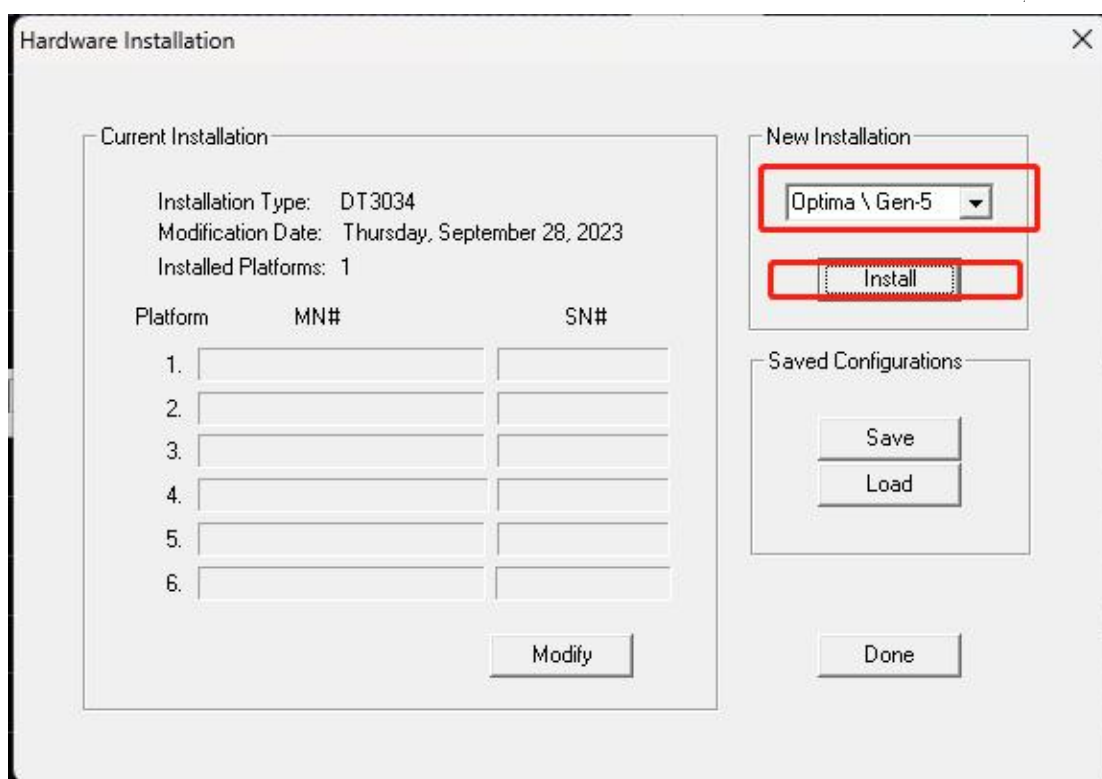 Hardware Installation
Current Installation
Installation Type: DT3034
Modification Date: Thursday, September 28, 2023
Installed Platforms: 1
Platform MN# SN#
1.
2.
3.
4.
5.
6.
Modify
New Installation
Optima \ Gen-5
Install
Saved Configurations
Save
Load
Done